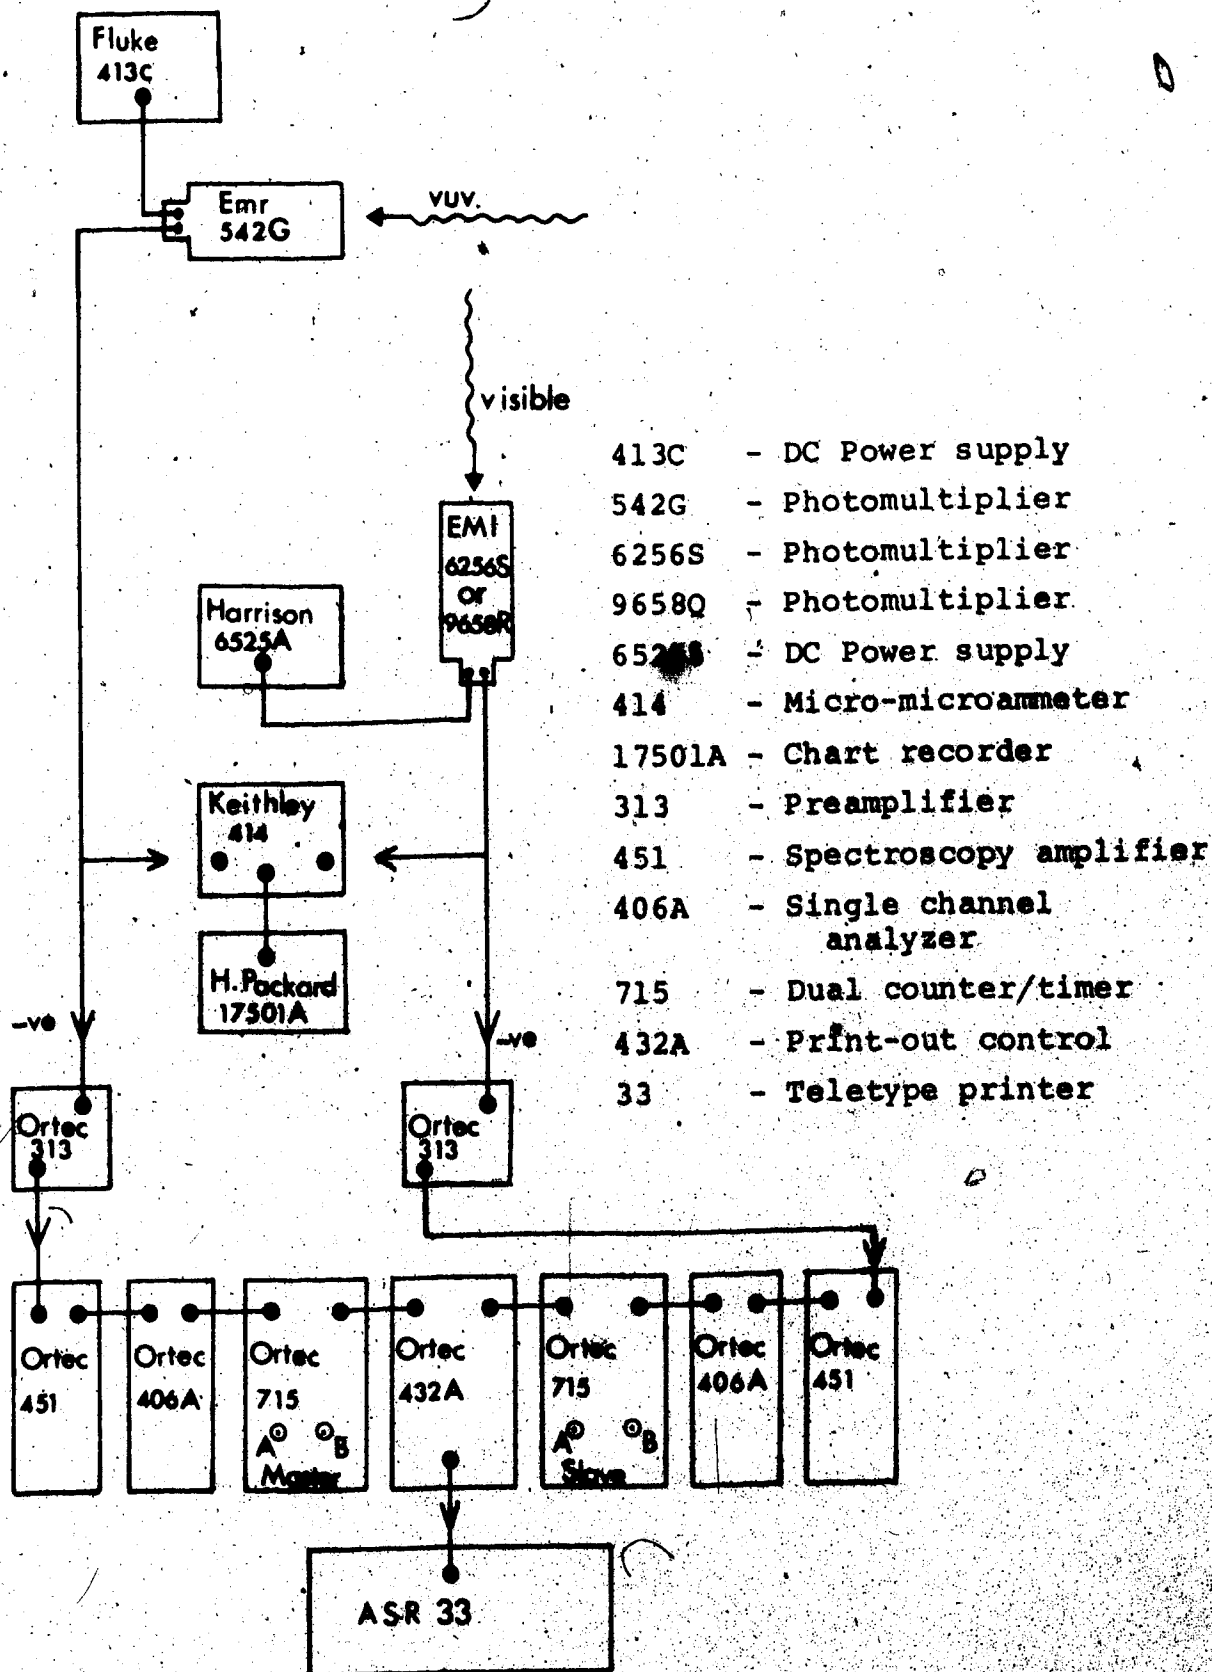 Fluke
413C
Emr
542G
vuv.
visible
EMI
6256S
or
9658R
Harrison
6525A
Keithley
414
H.Packard
17501A
-ve
-ve
Ortec
313
Ortec
313
413C - DC Power supply
542G - Photomultiplier
6256S - Photomultiplier
9658Q - Photomultiplier
- DC Power supply
414 - Micro-microammeter
17501A - Chart recorder
313 - Preamplifier
451 - Spectroscopy amplifier
406A - Single channel
analyzer
715 - Dual counter/timer
432A - Print-out control
33 - Teletype printer
Ortec
451
Ortec
406A
Ortec
715
A B
Master
Ortec
432A
Ortec
715
A B
Slave
Ortec
406A
Ortec
451
ASR 33